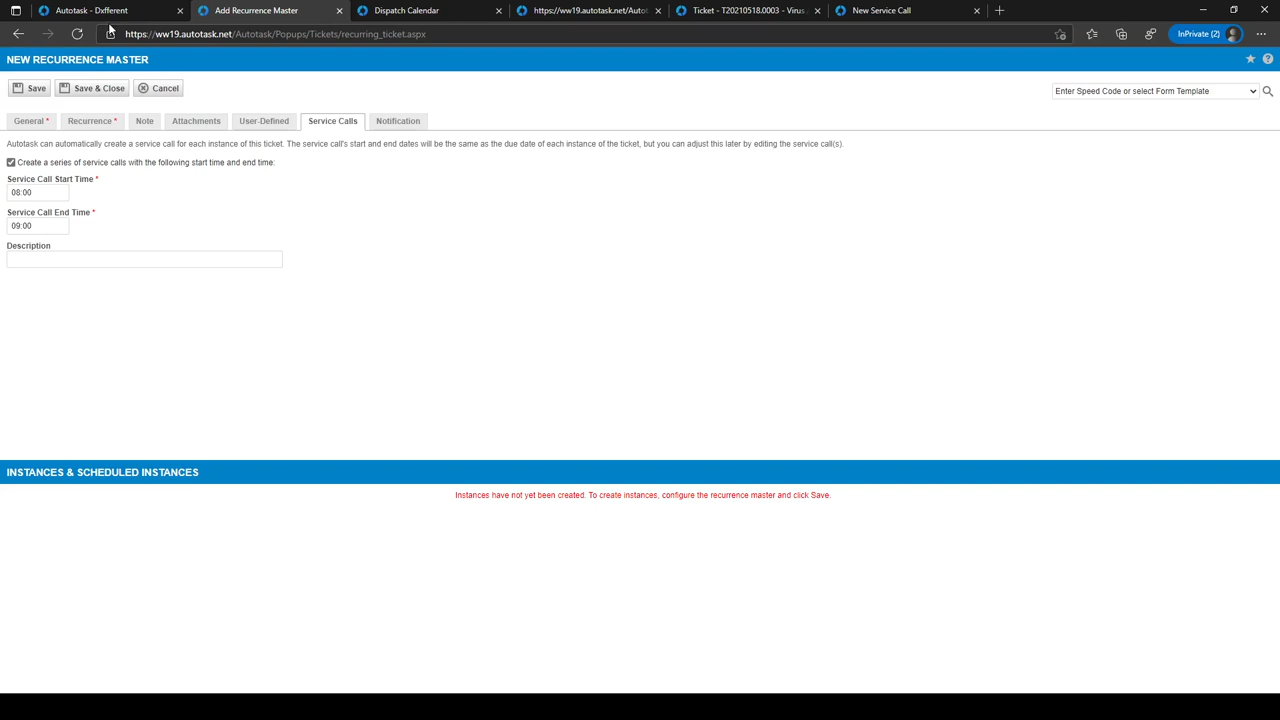 Autotask - Dxfferent
Add Recurrence Master
Dispatch Calendar
https://ww19.autotask.net/Auto
Ticket - T20210518.0003 - Virus
New Service Call
https://ww19.autotask.net/Autotask/Popups/Tickets/recurring_ticket.aspx
InPrivate (2)
NEW RECURRENCE MASTER
Save
Save & Close
Cancel
Enter Speed Code or select Form Template
General *
Recurrence *
Note
Attachments
User-Defined
Service Calls
Notification
Autotask can automatically create a service call for each instance of this ticket. The service call's start and end dates will be the same as the due date of each instance of the ticket, but you can adjust this later by editing the service call(s).
Create a series of service calls with the following start time and end time:
Service Call Start Time *
08:00
Service Call End Time *
09:00
Description
INSTANCES & SCHEDULED INSTANCES
Instances have not yet been created. To create instances, configure the recurrence master and click Save.